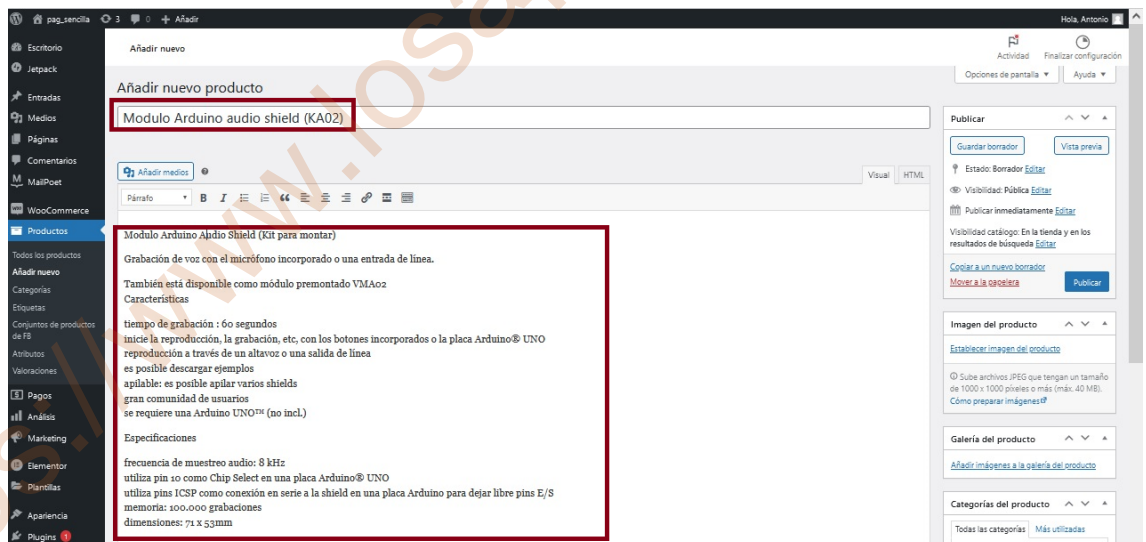 pag_sencilla 3 0 + Añadir Hola, Antonio
Escritorio
Jetpack
Entradas
Medios
Páginas
Comentarios
MailPoet
WooCommerce
Productos
Todos los productos
Añadir nuevo
Categorías
Etiquetas
Conjuntos de productos
de FB
Atributos
Valoraciones
Pagos
Análisis
Marketing
Elementor
Plantillas
Apariencia
Plugins 1
Añadir nuevo
Actividad Finalizar configuración
Opciones de pantalla Ayuda
Añadir nuevo producto
Modulo Arduino audio shield (KA02)
Añadir medios
Visual HTML
Párrafo B I
Modulo Arduino Audio Shield (Kit para montar)
Grabación de voz con el micrófono incorporado o una entrada de línea.
También está disponible como módulo premontado VMA02
Características
tiempo de grabación : 60 segundos
inicie la reproducción, la grabación, etc, con los botones incorporados o la placa Arduino® UNO
reproducción a través de un altavoz o una salida de línea
es posible descargar ejemplos
apilable: es posible apilar varios shields
gran comunidad de usuarios
se requiere una Arduino UNO™ (no incl.)
Especificaciones
frecuencia de muestreo audio: 8 kHz
utiliza pin 10 como Chip Select en una placa Arduino® UNO
utiliza pins ICSP como conexión en serie a la shield en una placa Arduino para dejar libre pins E/S
memoria: 100.000 grabaciones
dimensiones: 71 x 53mm
Publicar
Guardar borrador Vista previa
Estado: Borrador Editar
Visibilidad: Pública Editar
Publicar inmediatamente Editar
Visibilidad catálogo: En la tienda y en los
resultados de búsqueda Editar
Copiar a un nuevo borrador
Mover a la papelera Publicar
Imagen del producto
Establecer imagen del producto
Sube archivos JPEG que tengan un tamaño
de 1000 x 1000 píxeles o más (máx. 40 MB).
Cómo preparar imágenes
Galería del producto
Añadir imágenes a la galería del producto
Categorías del producto
Todas las categorías Más utilizadas